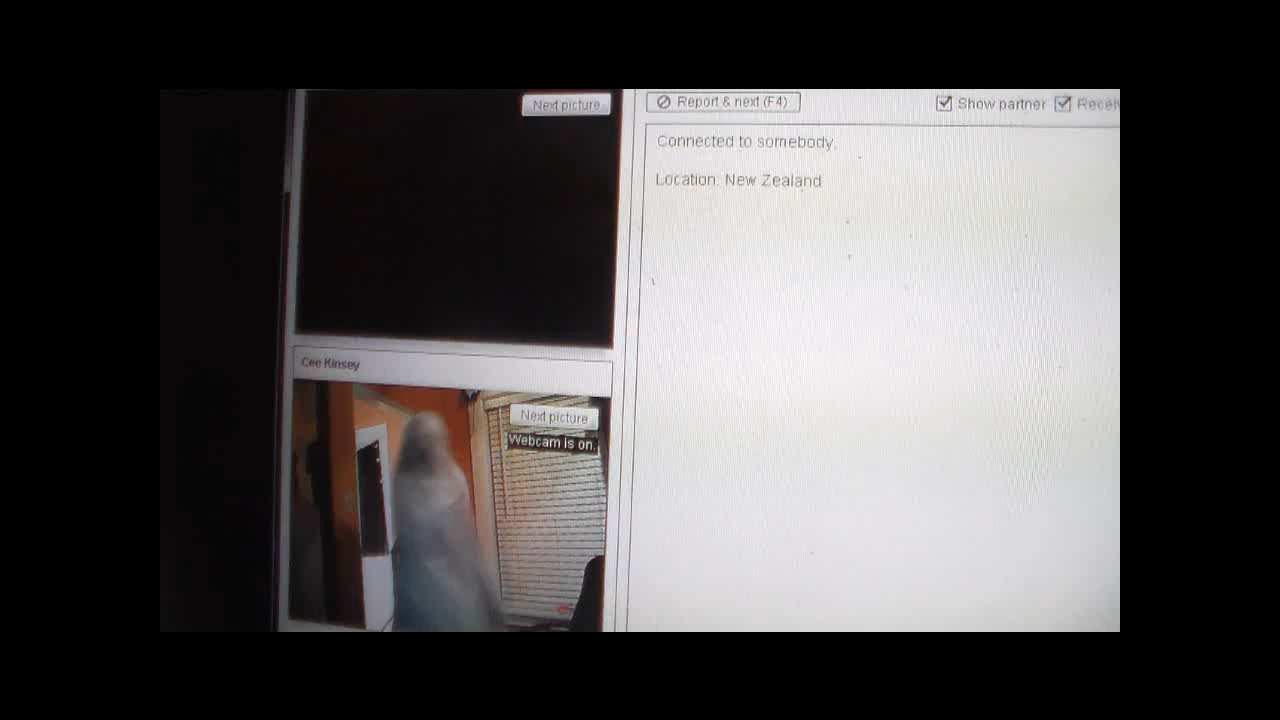 Next picture
Report & next (F4)
Show partner
Connected to somebody.
Location: New Zealand
Cee Kinsey
Next picture
Webcam is on.